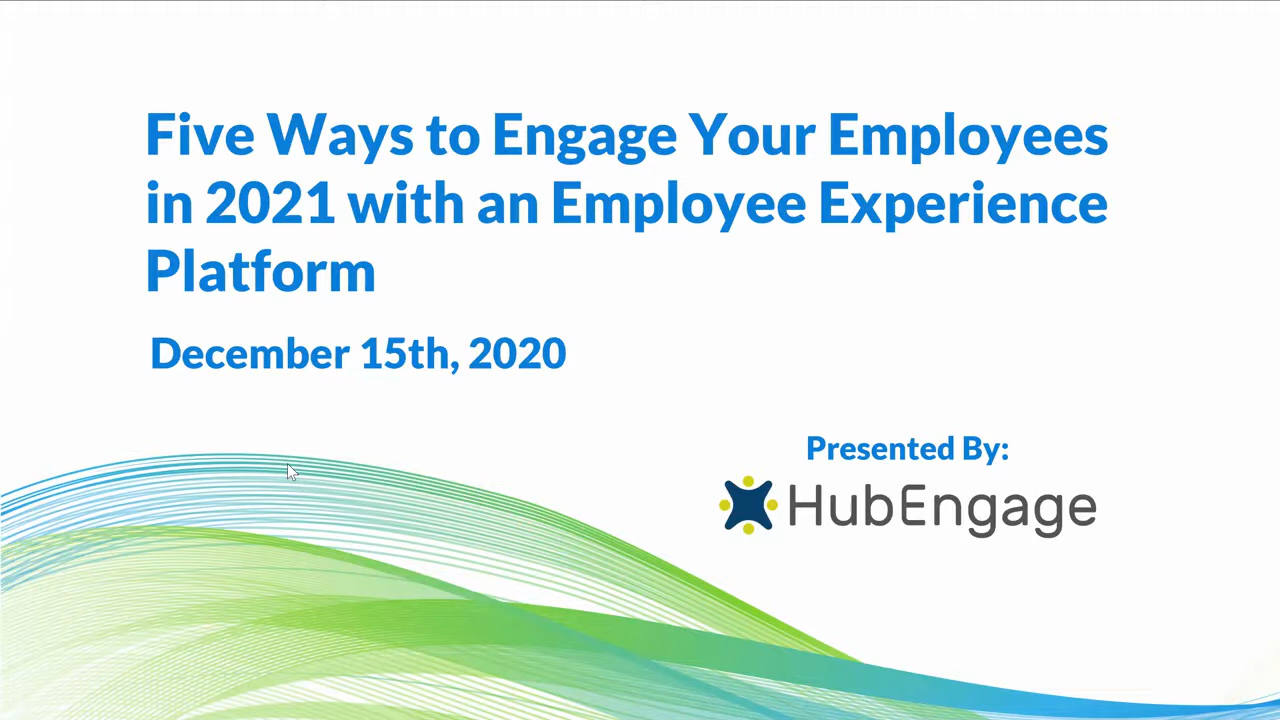 Five Ways to Engage Your Employees
in 2021 with an Employee Experience
Platform
December 15th, 2020
Presented By:
HubEngage